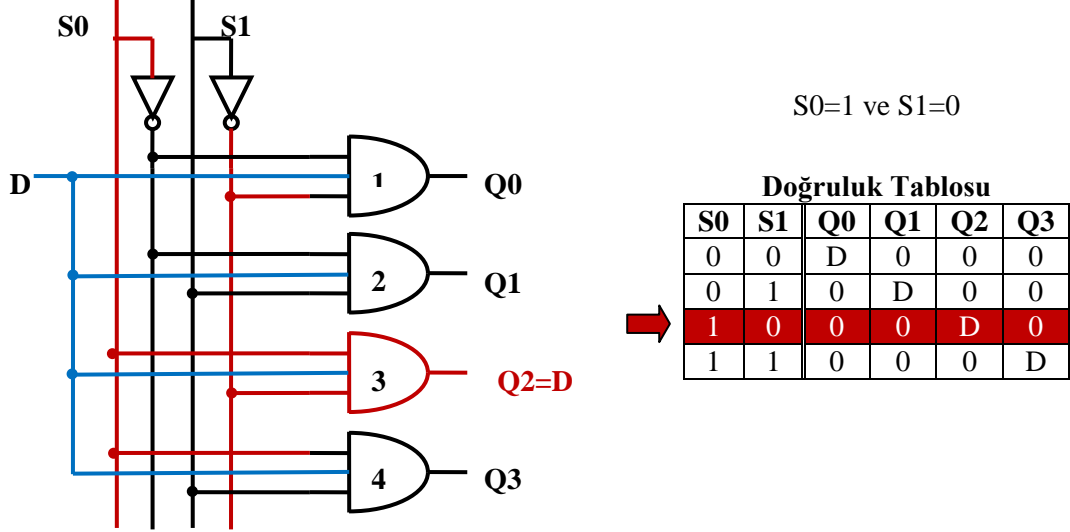 S0 S1
D
1
Q0
2
Q1
3
Q2=D
4
Q3
S0=1 ve S1=0
Doğruluk Tablosu
S0 S1 Q0 Q1 Q2 Q3
0 0 D 0 0 0
0 1 0 D 0 0
1 0 0 0 D 0
1 1 0 0 0 D